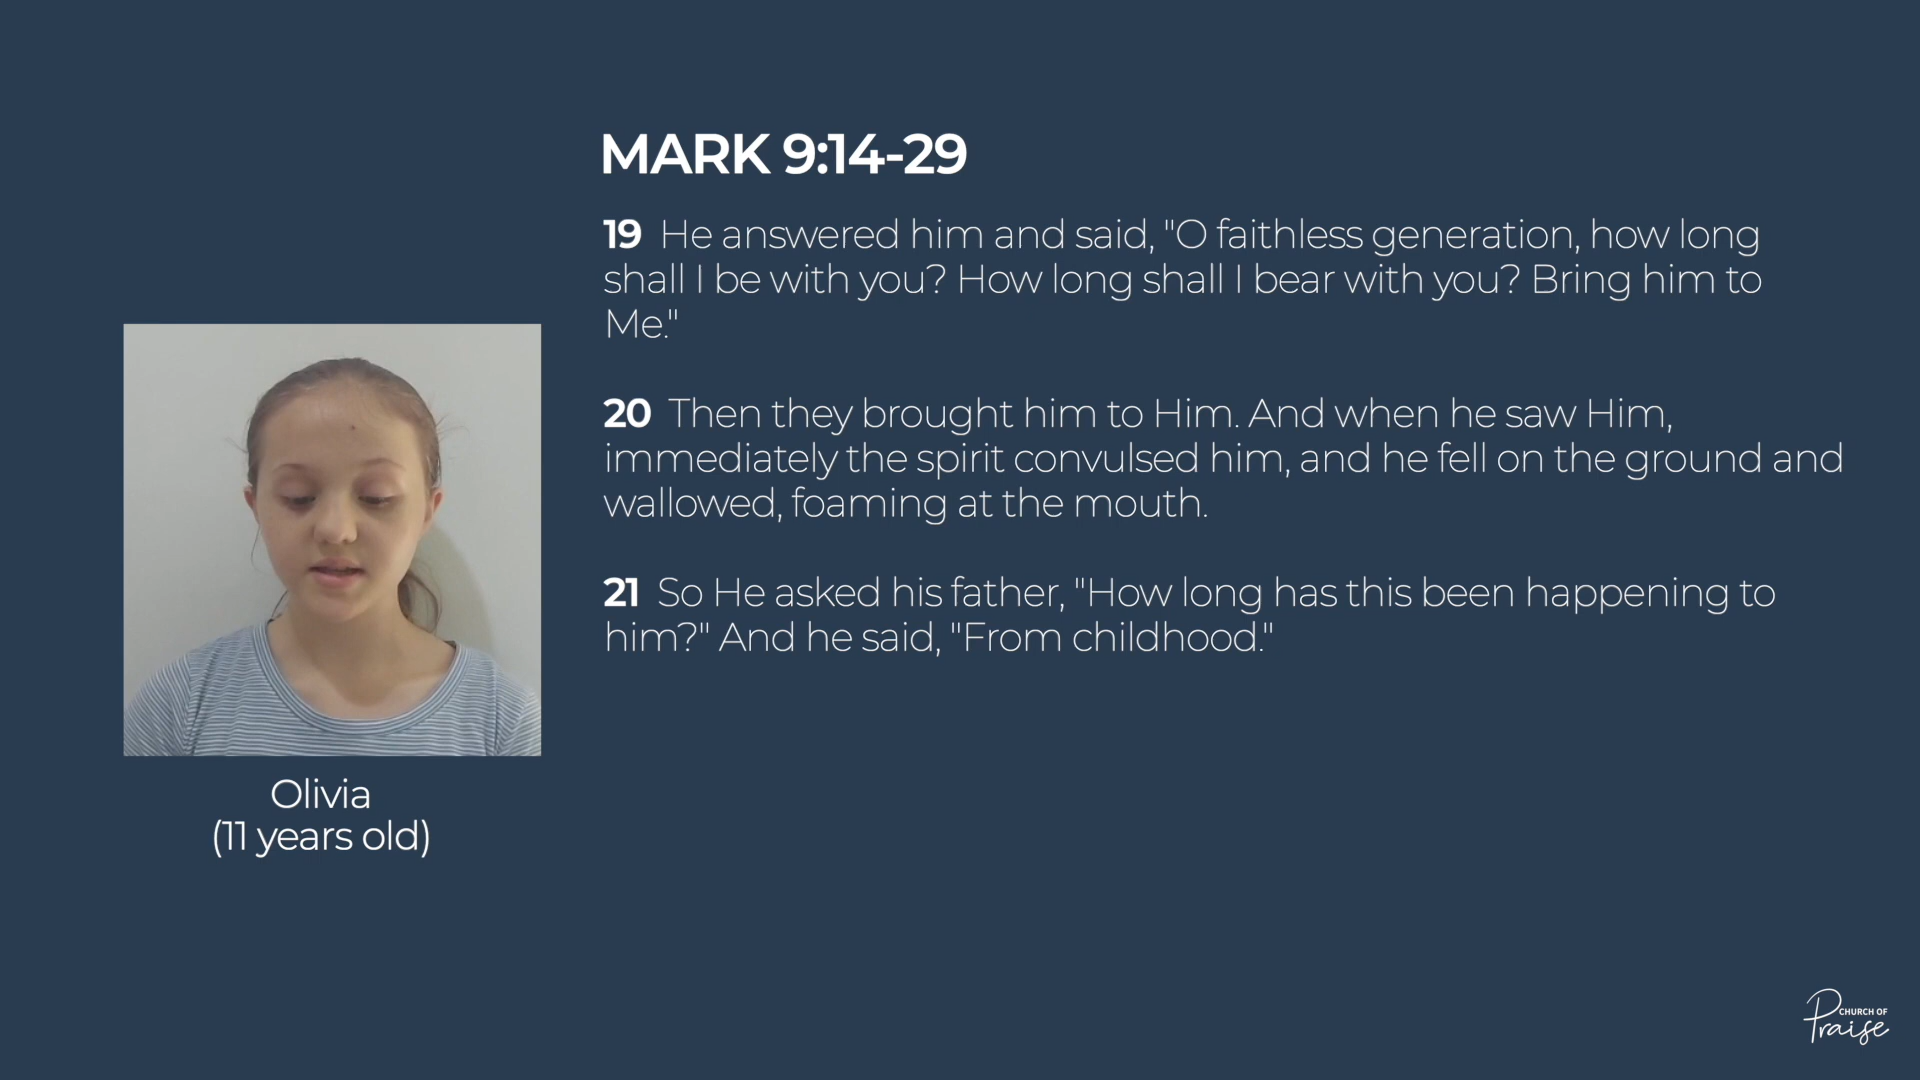 MARK 9:14-29
19 He answered him and said, "O faithless generation, how long
shall I be with you? How long shall I bear with you? Bring him to
Me."
20 Then they brought him to Him. And when he saw Him,
immediately the spirit convulsed him, and he fell on the ground and
wallowed, foaming at the mouth.
21 So He asked his father, "How long has this been happening to
him?" And he said, "From childhood."
Olivia
(11 years old)
CHURCH OF
Praise